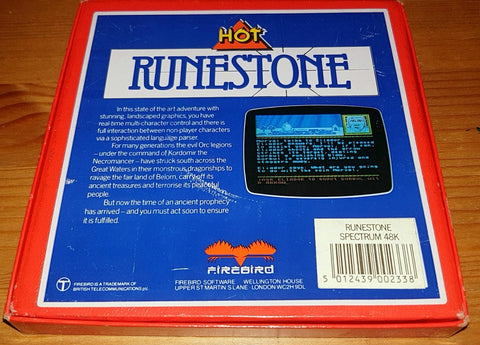 HOT
RUNESTONE
In this state of the art adventure with
stunning, landscaped graphics, you have
real time multi character control and there is
full interaction between non-player characters
via a sophisticated language parser.
For many generations the evil Orc legions
– under the command of Kordomir the
Necromancer – have struck south across the
Great Waters in their monstrous dragonships to
ravage the fair land of Belorn, carry off its
ancient treasures and terrorise its peaceful
people.
But now the time of an ancient prophecy
has arrived – and you must act soon to ensure
it is fulfilled.
FIREBIRD
T
FIREBIRD IS A TRADEMARK OF
BRITISH TELECOMMUNICATIONS plc
FIREBIRD SOFTWARE WELLINGTON HOUSE
UPPER ST MARTIN'S LANE LONDON WC2H 9DL
RUNESTONE
SPECTRUM 48K
5 012439 002338